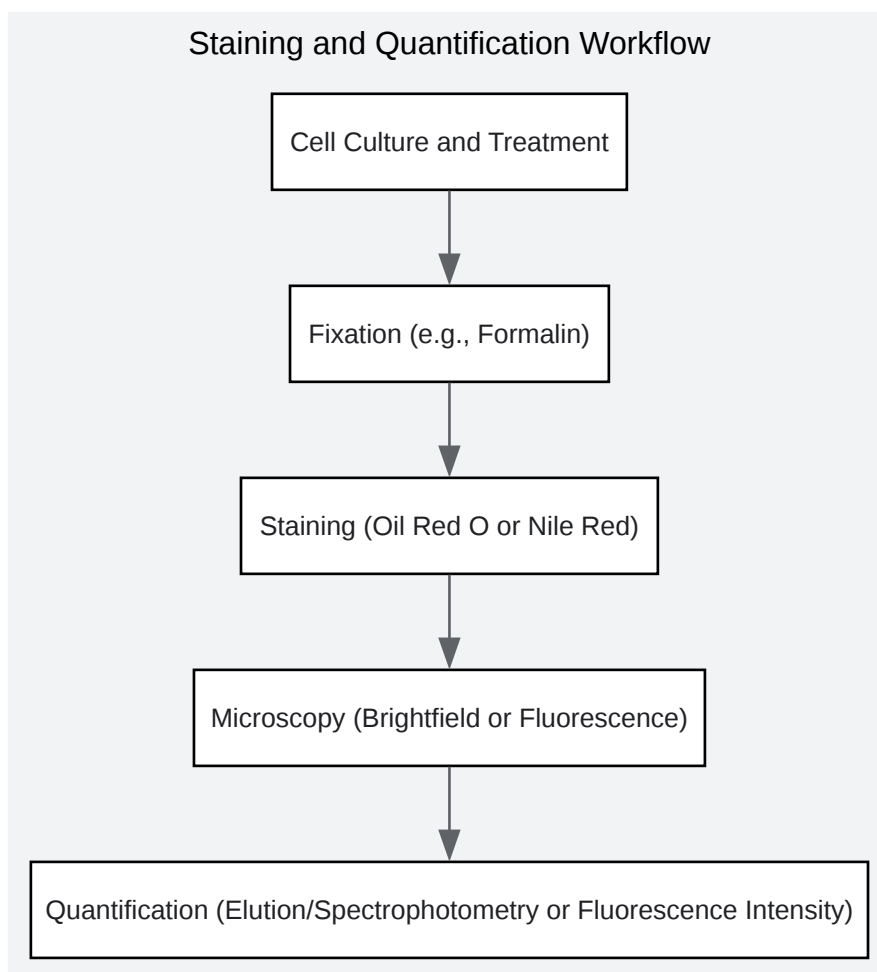 Staining and Quantification Workflow
Cell Culture and Treatment
Fixation (e.g., Formalin)
Staining (Oil Red O or Nile Red)
Microscopy (Brightfield or Fluorescence)
Quantification (Elution/Spectrophotometry or Fluorescence Intensity)